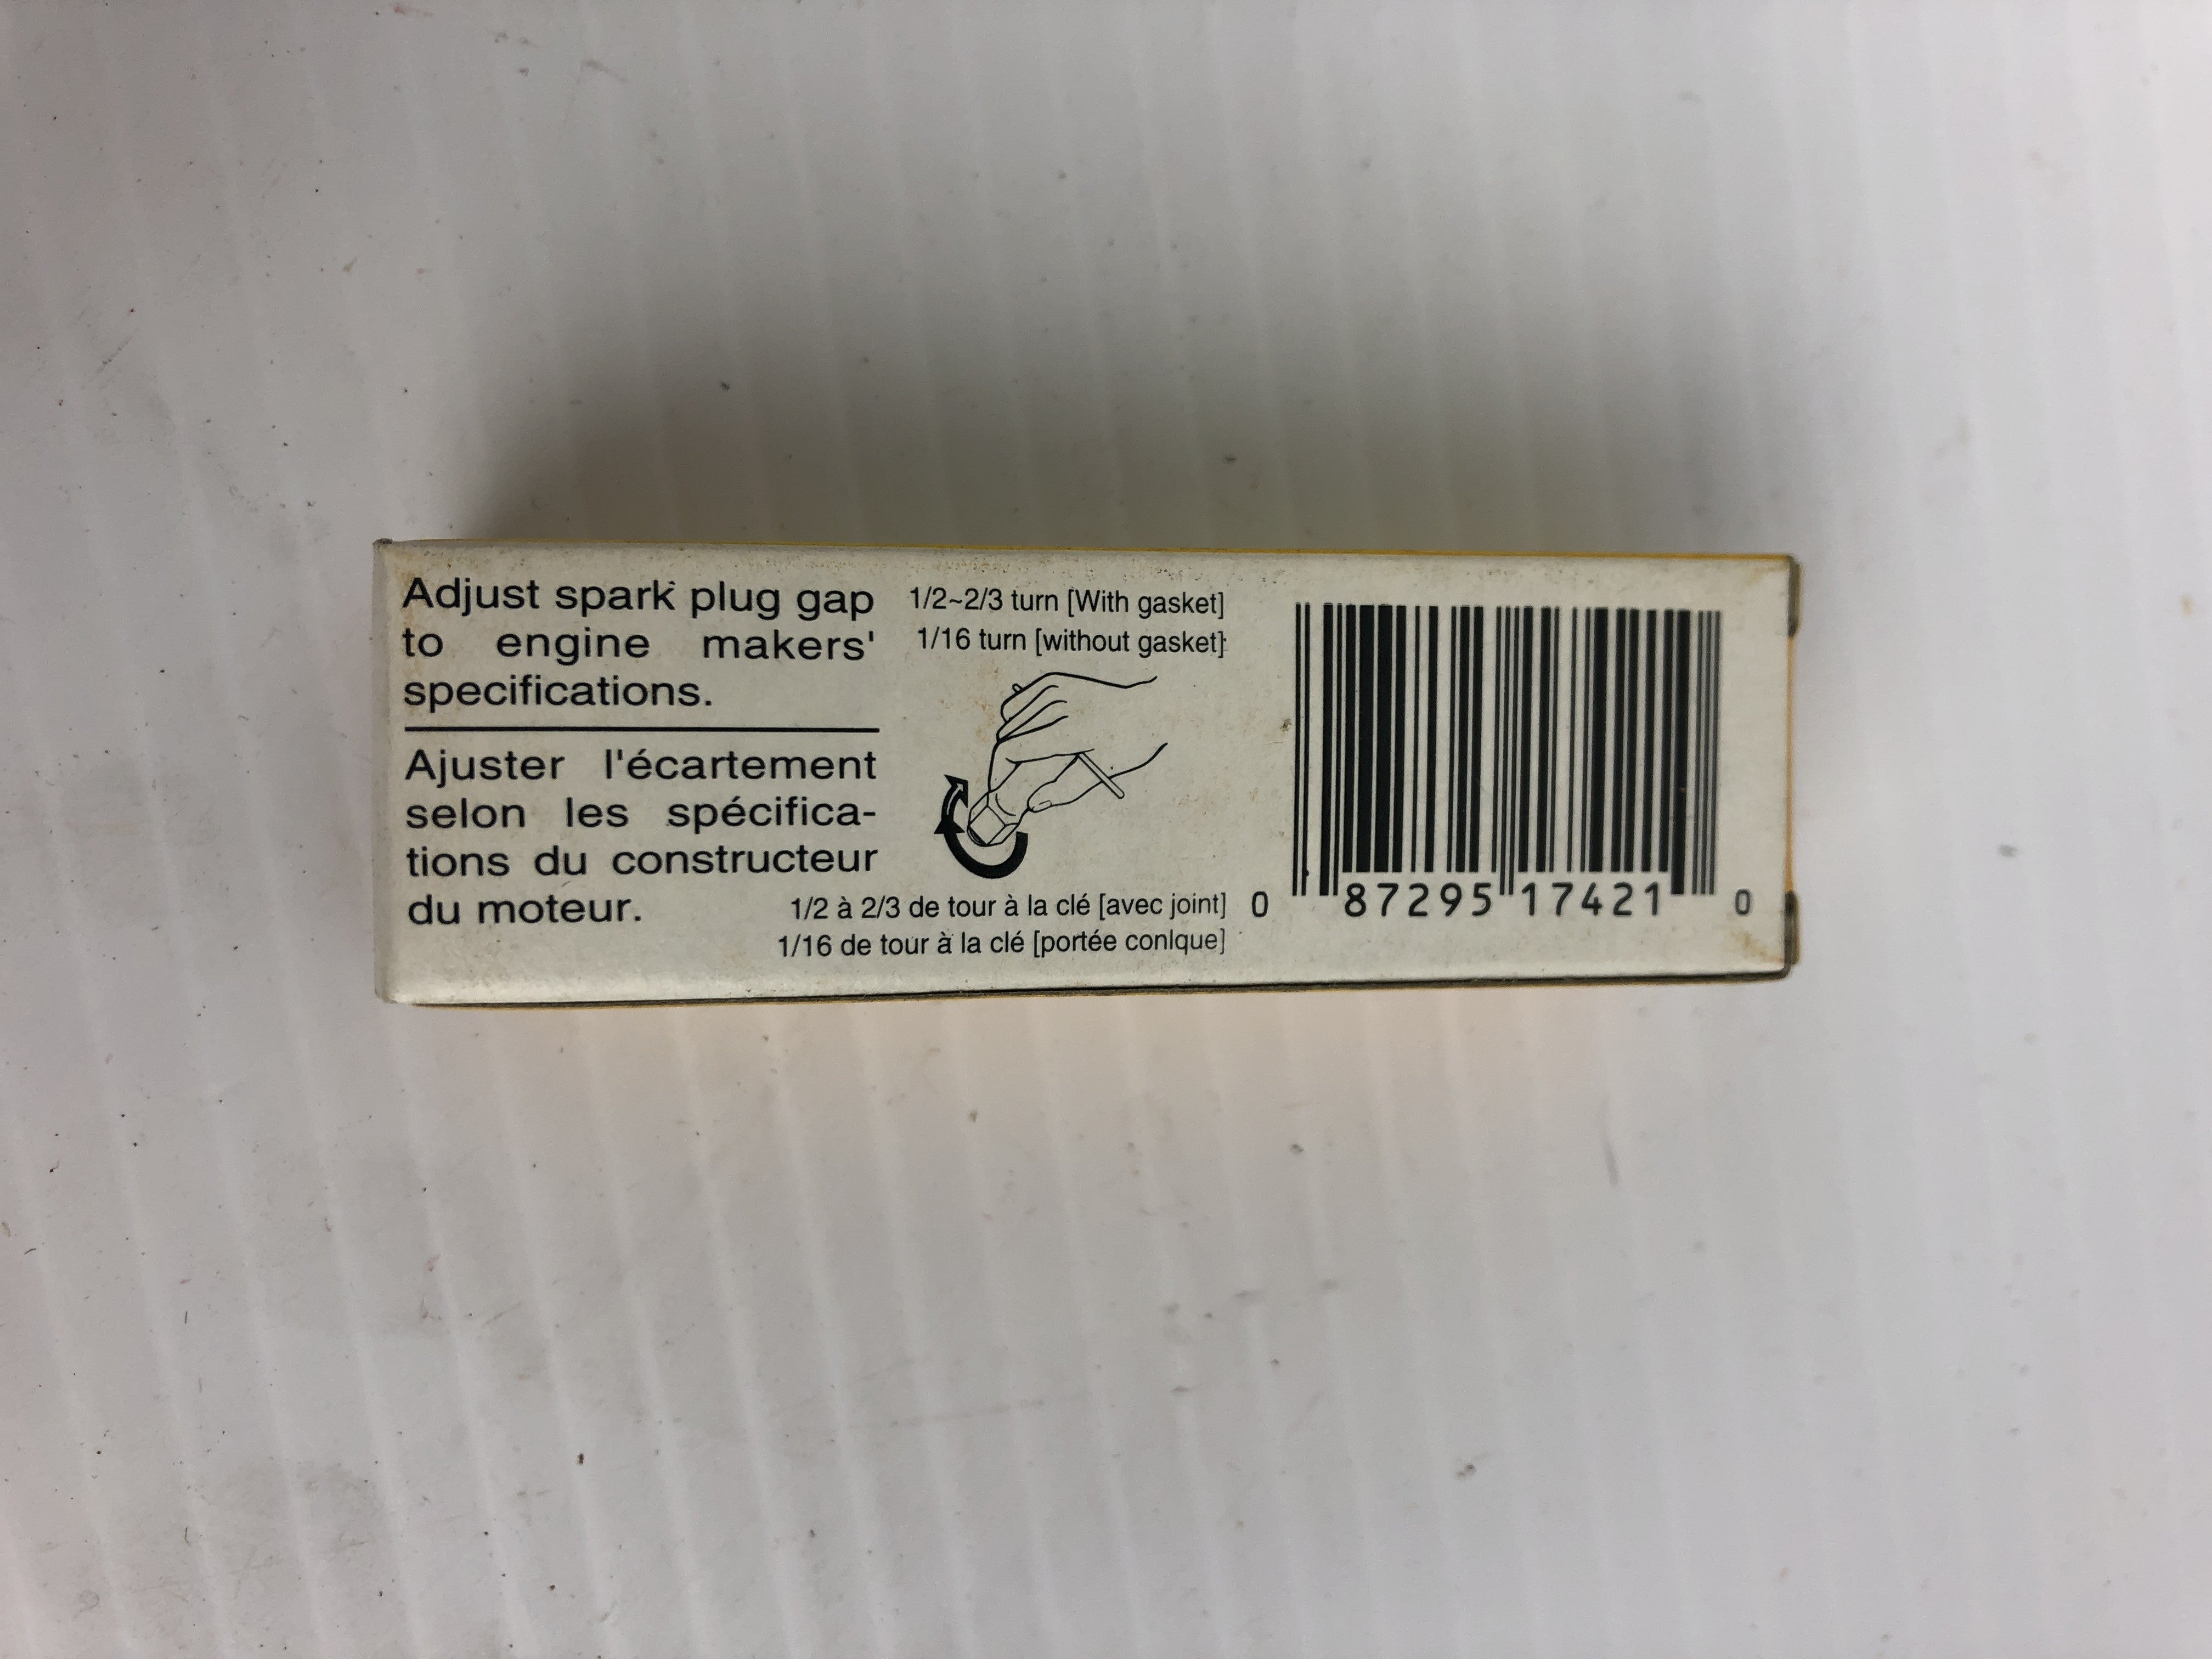 Adjust spark plug gap
to engine makers'
specifications.
Ajuster l'écartement
selon les spécifica-
tions du constructeur
du moteur.
1/2~2/3 turn [With gasket]
1/16 turn [without gasket]
1/2 à 2/3 de tour à la clé [avec joint]
1/16 de tour à la clé [portée conlque]
0 87295 17421 0